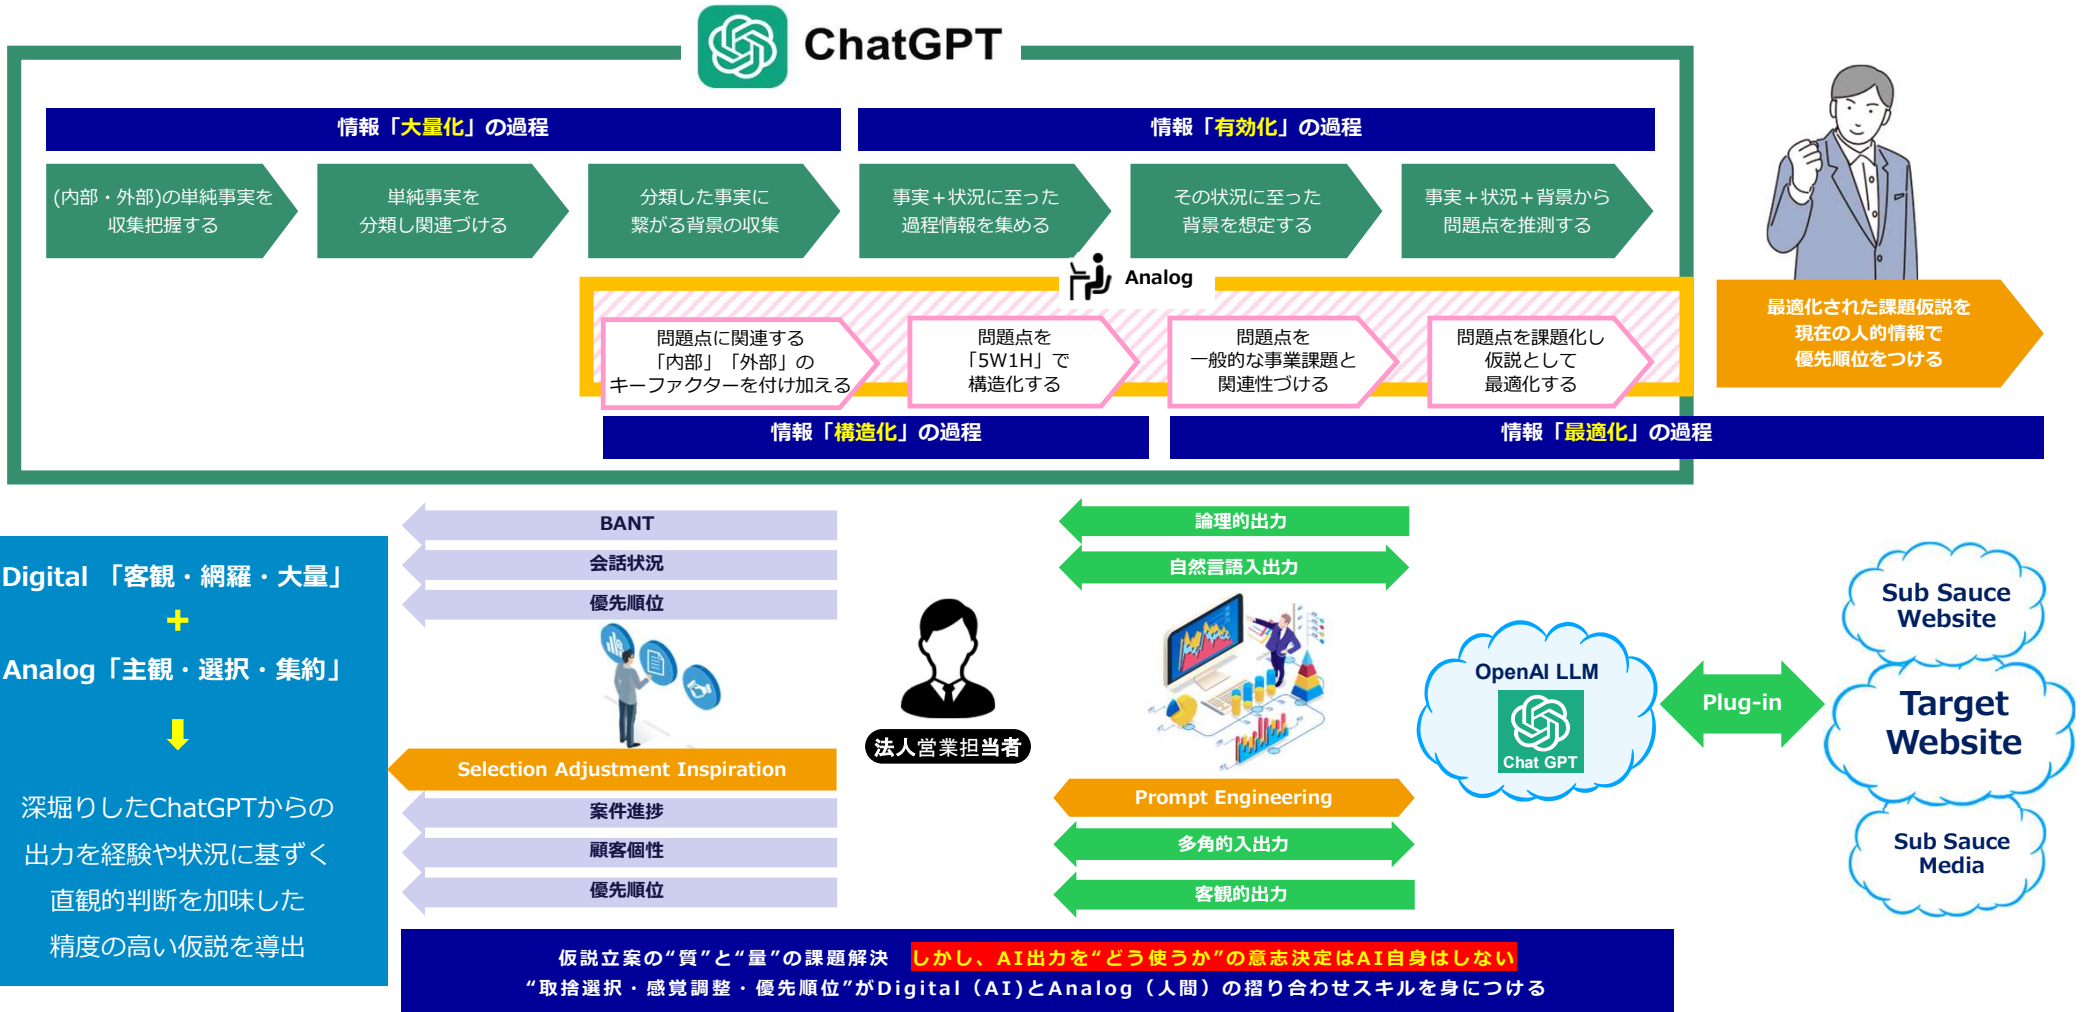 ChatGPT
情報「大量化」の過程
情報「有効化」の過程
(内部・外部)の単純事実を
収集把握する
単純事実を
分類し関連づける
分類した事実に
繋がる背景の収集
事実+状況に至った
過程情報を集める
その状況に至った
背景を想定する
事実+状況+背景から
問題点を推測する
Analog
問題点に関連する
「内部」「外部」の
キーファクターを付け加える
問題点を
「5W1H」で
構造化する
問題点を
一般的な事業課題と
関連性づける
問題点を課題化し
仮説として
最適化する
最適化された課題仮説を
現在の人的情報で
優先順位をつける
情報「構造化」の過程
情報「最適化」の過程
Digital 「客観・網羅・大量」
+
Analog「主観・選択・集約」
深堀りしたChatGPTからの
出力を経験や状況に基ずく
直観的判断を加味した
精度の高い仮説を導出
BANT
会話状況
優先順位
Selection Adjustment Inspiration
案件進捗
顧客個性
優先順位
法人営業担当者
論理的出力
自然言語入出力
Prompt Engineering
多角的入出力
客観的出力
OpenAI LLM
Chat GPT
Plug-in
Sub Sauce
Website
Target
Website
Sub Sauce
Media
仮説立案の“質”と“量”の課題解決 しかし、AI出力を“どう使うか”の意志決定はAI自身はしない
“取捨選択・感覚調整・優先順位”がDigital(AI)とAnalog(人間)の摺り合わせスキルを身につける